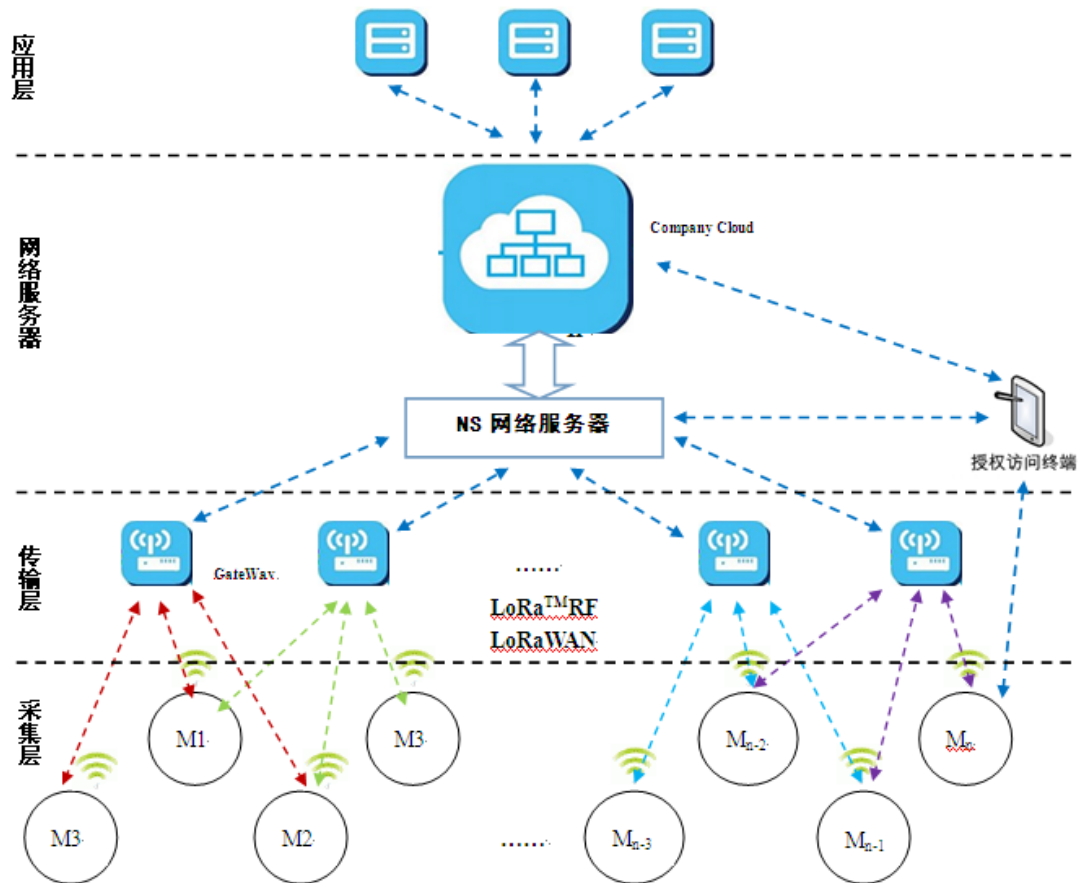 应用层
Company Cloud
网络服务器
NS 网络服务器
授权访问终端
传输层
GateWax.
……
LoRa™RF
LoRaWAN
采集层
M1
M3
Mn-2
Mn
M3
M2
……
Mn-3
Mn-1